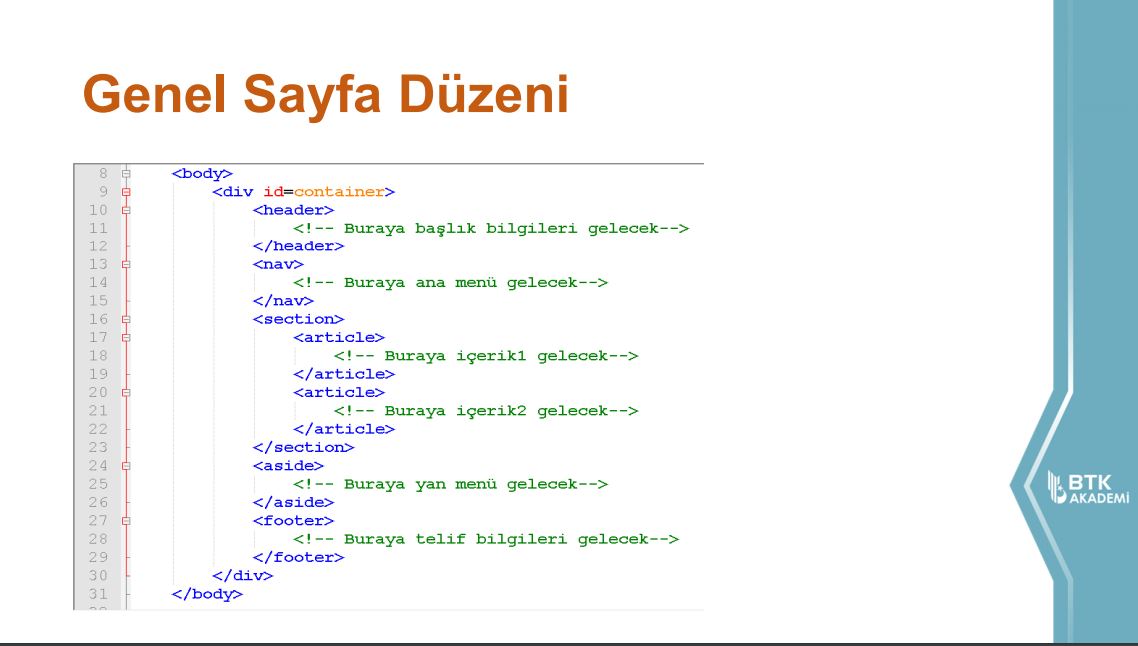 Genel Sayfa Düzeni
8 <body>
9 <div id=container>
10 <header>
11 <!-- Buraya başlık bilgileri gelecek-->
12 </header>
13 <nav>
14 <!-- Buraya ana menü gelecek-->
15 </nav>
16 <section>
17 <article>
18 <!-- Buraya içerik1 gelecek-->
19 </article>
20 <article>
21 <!-- Buraya içerik2 gelecek-->
22 </article>
23 </section>
24 <aside>
25 <!-- Buraya yan menü gelecek-->
26 </aside>
27 <footer>
28 <!-- Buraya telif bilgileri gelecek-->
29 </footer>
30 </div>
31 </body>
BTK
AKADEMİ